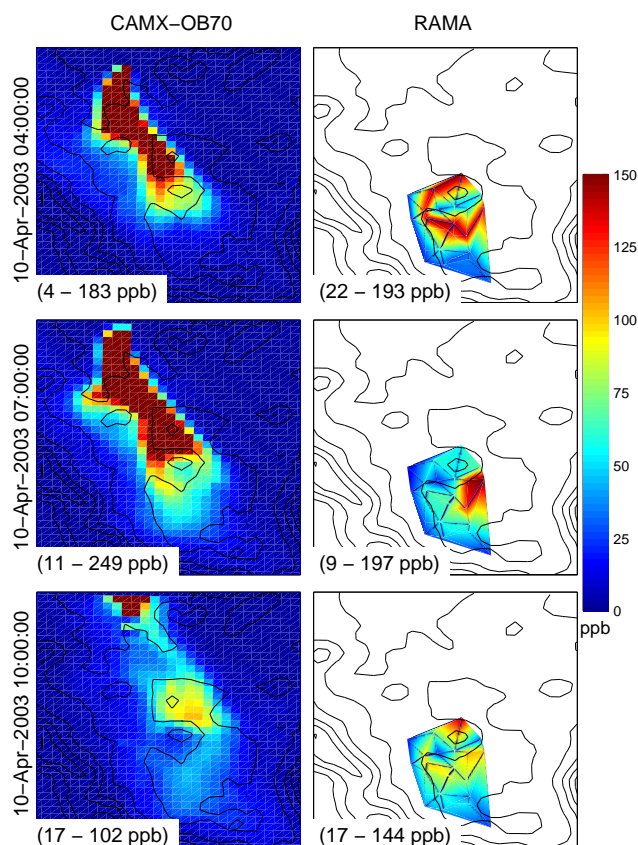 CAMX−OB70
RAMA
10−Apr−2003 04:00:00
(4 − 183 ppb)
(22 − 193 ppb)
10−Apr−2003 07:00:00
(11 − 249 ppb)
(9 − 197 ppb)
10−Apr−2003 10:00:00
(17 − 102 ppb)
(17 − 144 ppb)
150
125
100
75
50
25
0
ppb